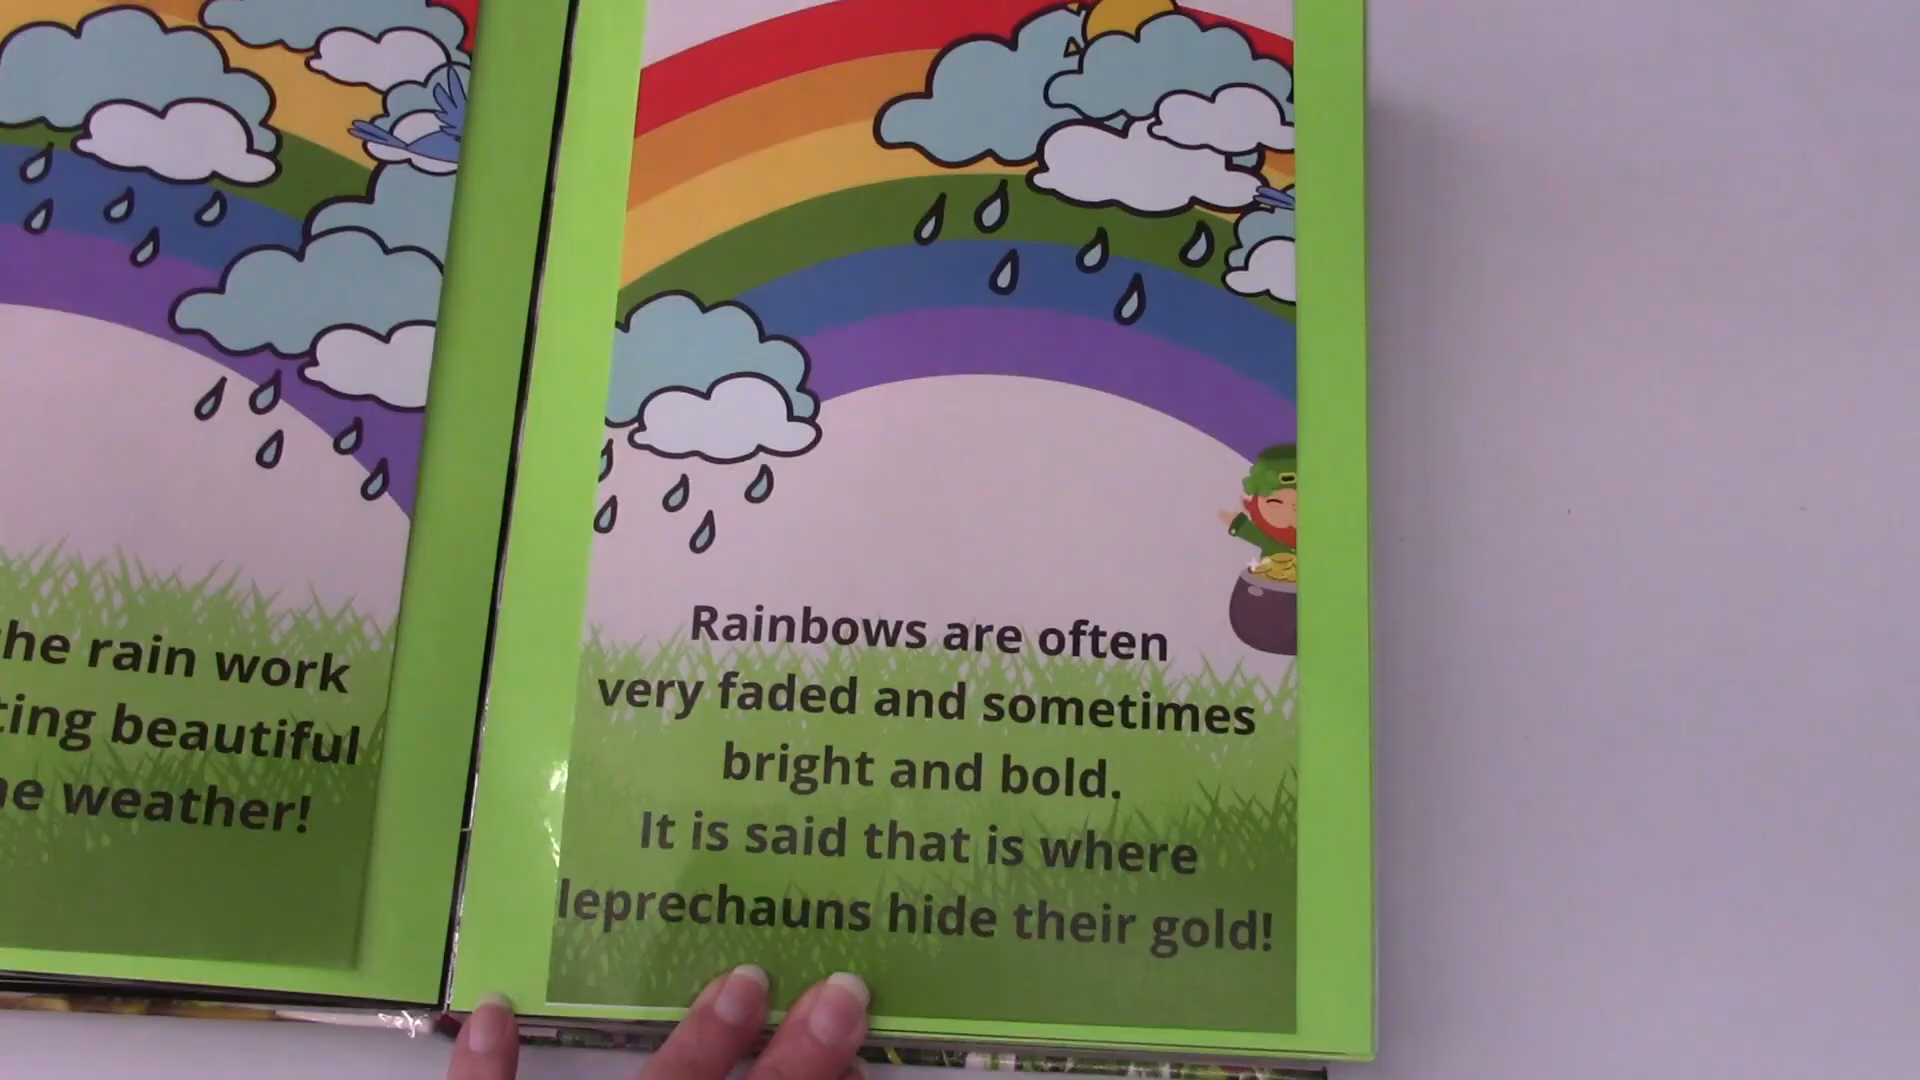 he rain work
ting beautiful
he weather!
Rainbows are often
very faded and sometimes
bright and bold.
It is said that is where
leprechauns hide their gold!